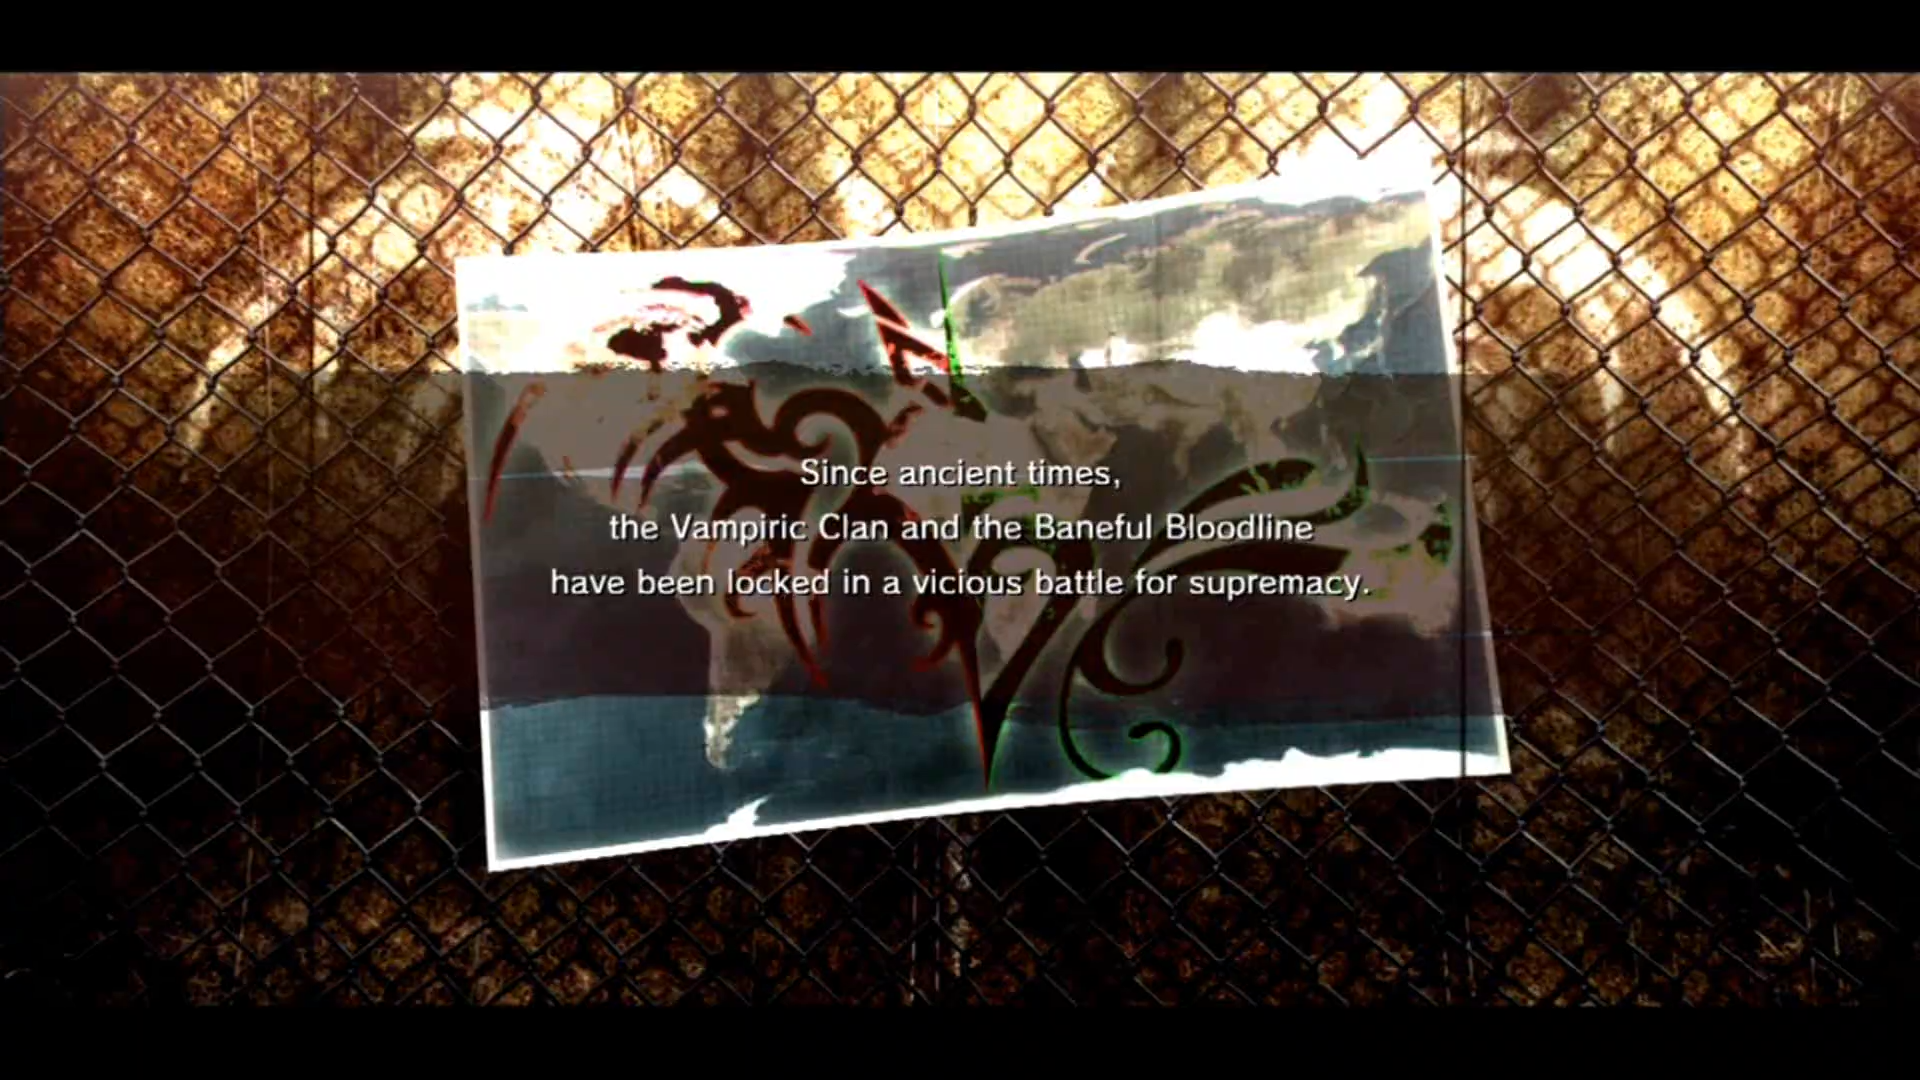 Since ancient times,
the Vampiric Clan and the Baneful Bloodline
have been locked in a vicious battle for supremacy.